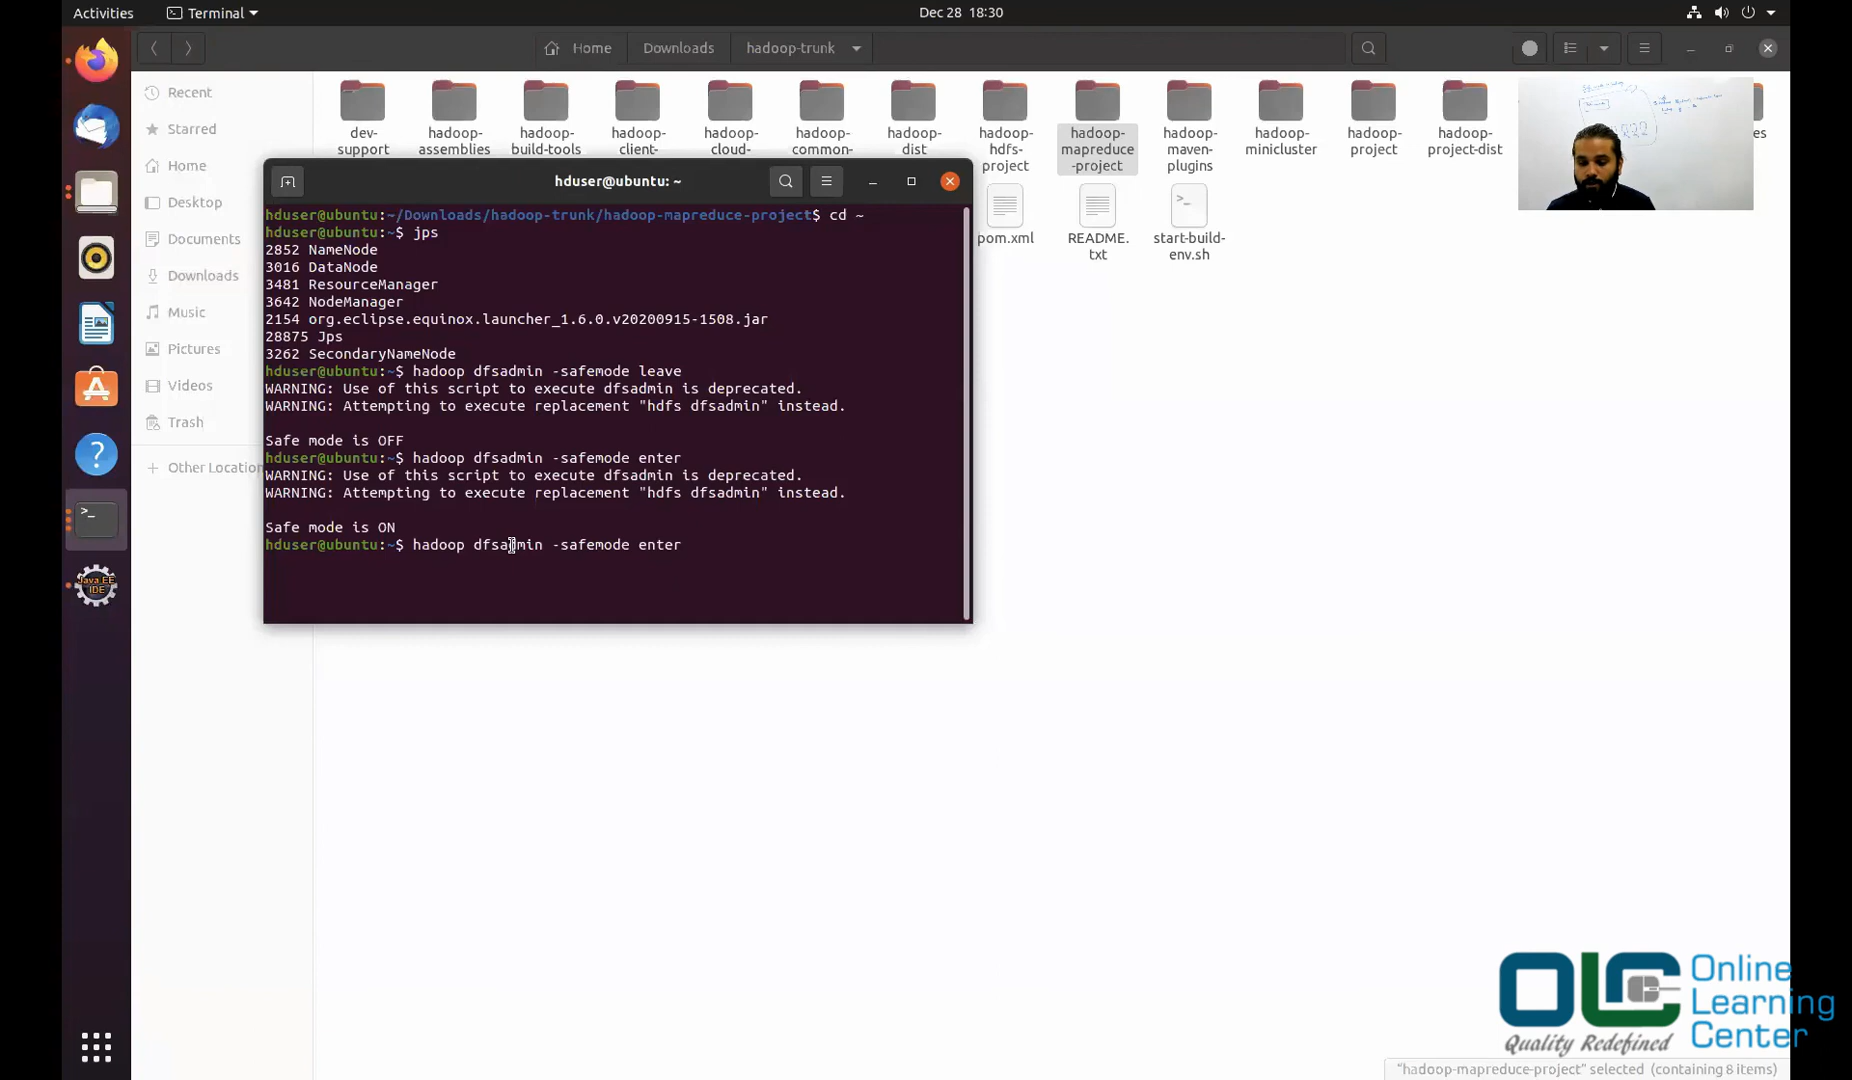 Activities
Terminal
Dec 28 18:30
Home
Downloads
hadoop-trunk
Recent
Starred
Home
Desktop
Documents
Downloads
Music
Pictures
Videos
Trash
Other Location
dev-
support
hadoop-
assemblies
hadoop-
build-tools
hadoop-
client-
hadoop-
cloud-
hadoop-
common-
hadoop-
dist
hadoop-
hdfs-
project
hadoop-
mapreduce
-project
hadoop-
maven-
plugins
hadoop-
minicluster
hadoop-
project
hadoop-
project-dist
es
pom.xml
README.
txt
start-build-
env.sh
hduser@ubuntu: ~
hduser@ubuntu:~/Downloads/hadoop-trunk/hadoop-mapreduce-project$ cd ~
hduser@ubuntu:~$ jps
2852 NameNode
3016 DataNode
3481 ResourceManager
3642 NodeManager
2154 org.eclipse.equinox.launcher_1.6.0.v20200915-1508.jar
28875 Jps
3262 SecondaryNameNode
hduser@ubuntu:~$ hadoop dfsadmin -safemode leave
WARNING: Use of this script to execute dfsadmin is deprecated.
WARNING: Attempting to execute replacement "hdfs dfsadmin" instead.
Safe mode is OFF
hduser@ubuntu:~$ hadoop dfsadmin -safemode enter
WARNING: Use of this script to execute dfsadmin is deprecated.
WARNING: Attempting to execute replacement "hdfs dfsadmin" instead.
Safe mode is ON
hduser@ubuntu:~$ hadoop dfsadmin -safemode enter
Java EE
IDE
OLC
Online
Learning
Center
Quality Redefined
"hadoop-mapreduce-project" selected (containing 8 items)